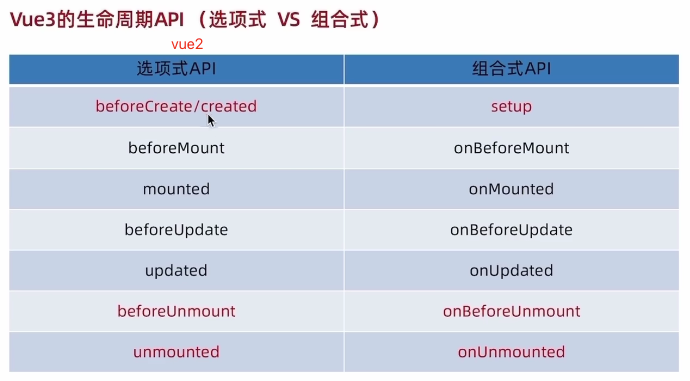 Vue3的生命周期API （选项式 VS 组合式）
vue2
选项式API 组合式API
beforeCreate/created setup
beforeMount onBeforeMount
mounted onMounted
beforeUpdate onBeforeUpdate
updated onUpdated
beforeUnmount onBeforeUnmount
unmounted onUnmounted